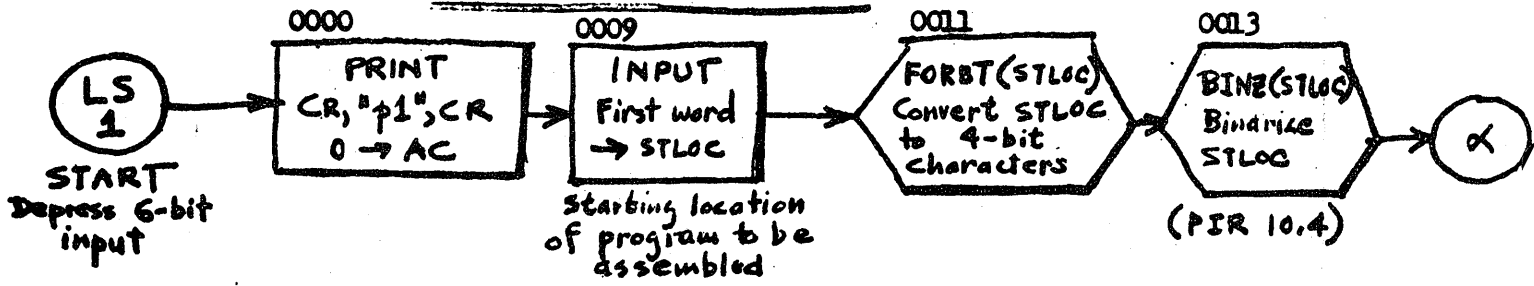 LS
1
START
Depress 6-bit
input
0000
PRINT
CR, "p1", CR
0 → AC
0009
INPUT
First word
→ STLOC
Starting location
of program to be
assembled
0011
FORBT(STLOC)
Convert STLOC
to 4-bit
characters
0013
BINZ(STLOC)
Binarize
STLOC
(PIR 10.4)
α